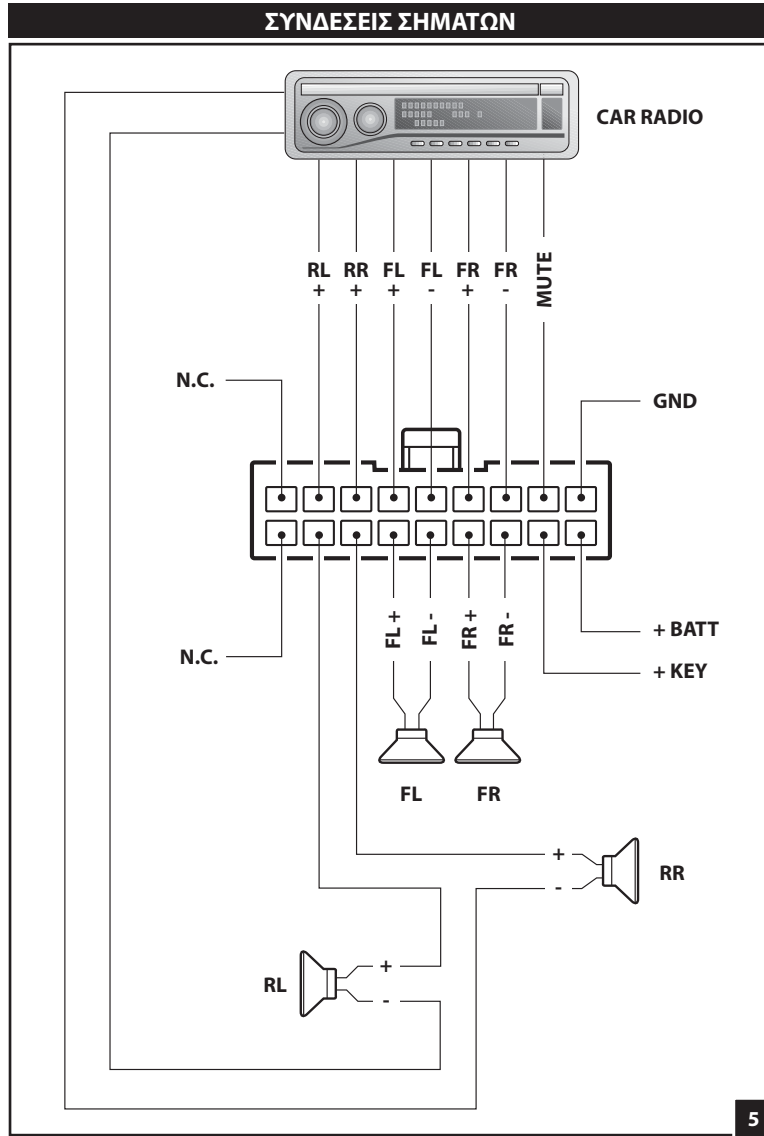 ΣΥΝΔΕΣΕΙΣ ΣΗΜΑΤΩΝ
CAR RADIO
RL RR FL FL FR FR MUTE
+ + + - + -
N.C.
GND
FL + FL - FR + FR -
+ BATT
N.C.
+ KEY
FL FR
+
RR
-
+
RL
-
5